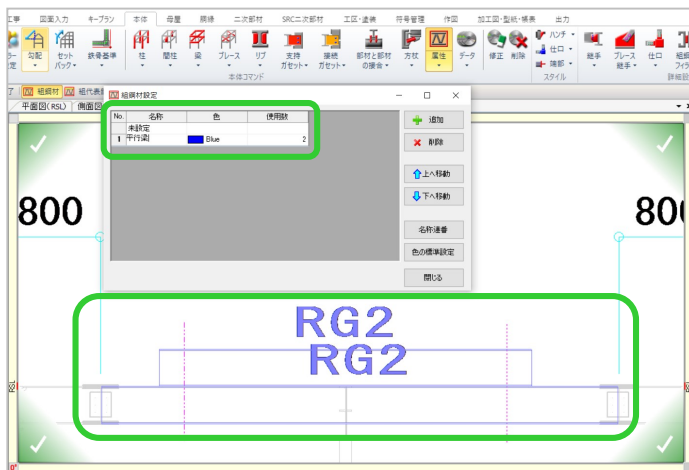 工事 図面入力 キープラン 本体 母屋 胴縁 二次部材 SRC二次部材 工区・塗装 符号管理 作図 加工図・型紙・帳表 出力
勾配 セットバック 鉄骨基準 柱 間柱 梁 ブレース リブ 支持ガセット 接続ガセット 部材と部材の接合 方杖 属性 データ 修正 削除 ハンチ 仕口 端部 継手 ブレース継手 仕口
本体コマンド スタイル 詳細設
了 組鋼材 組代表
平面図(RSL) 側面図
組鋼材設定
No. 名称 色 使用数
未設定
1 平行梁 Blue 2
追加
削除
上へ移動
下へ移動
名称連番
色の標準設定
閉じる
800 800
RG2
RG2
RSL
0°